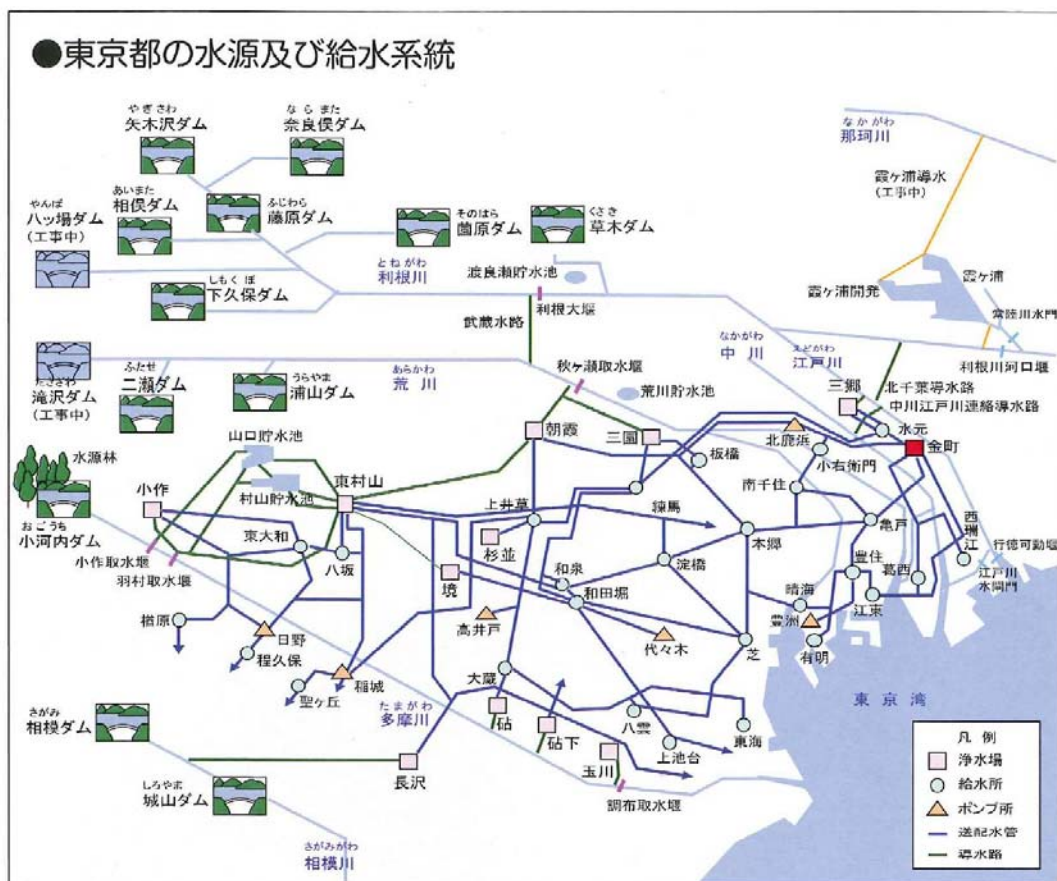 ●東京都の水源及び給水系統
やぎさわ
矢木沢ダム
ならまた
奈良俣ダム
なかがわ
那珂川
あいまた
相俣ダム
ふじわら
藤原ダム
そのはら
薗原ダム
くさき
草木ダム
霞ヶ浦導水
(工事中)
やんば
八ッ場ダム
(工事中)
しもくぼ
下久保ダム
とねがわ
利根川
渡良瀬貯水池
利根大堰
武蔵水路
霞ヶ浦開発
霞ヶ浦
常陸川水門
利根川河口堰
滝沢ダム
(工事中)
ふたせ
二瀬ダム
うらやま
浦山ダム
あらかわ
荒川
秋ヶ瀬取水堰
荒川貯水池
なかがわ
中川
えどがわ
江戸川
三郷
北千葉導水路
中川江戸川連絡導水路
水元
金町
水源林
おごうち
小河内ダム
山口貯水池
村山貯水池
小作
東村山
朝霞
三園
板橋
北鹿浜
小右衛門
南千住
小作取水堰
羽村取水堰
東大和
八坂
境
上井草
杉並
練馬
淀橋
本郷
亀戸
西瑞江
行徳可動堰
江戸川
水閘門
和泉
和田堀
高井戸
代々木
芝
晴海
豊洲
有明
豊住
江東
葛西
楢原
日野
程久保
聖ヶ丘
稲城
たまがわ
多摩川
大蔵
砧
砧下
玉川
八雲
上池台
東海
調布取水堰
東京湾
さがみ
相模ダム
しろやま
城山ダム
長沢
さがみがわ
相模川
凡例
浄水場
給水所
ポンプ所
送配水管
導水路